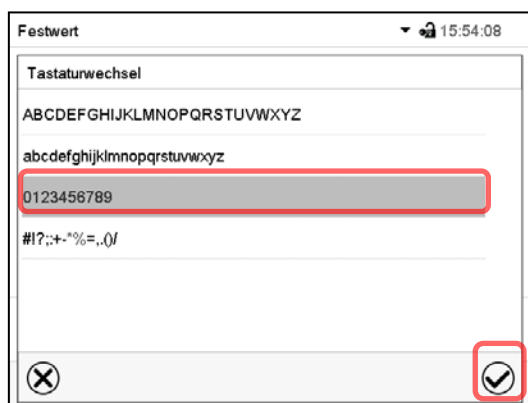 Festwert 15:54:08
Tastaturwechsel
ABCDEFGHIJKLMNOPQRSTUVWXYZ
abcdefghijklmnopqrstuvwxyz
0123456789
#!?;:+-*%=,.()/